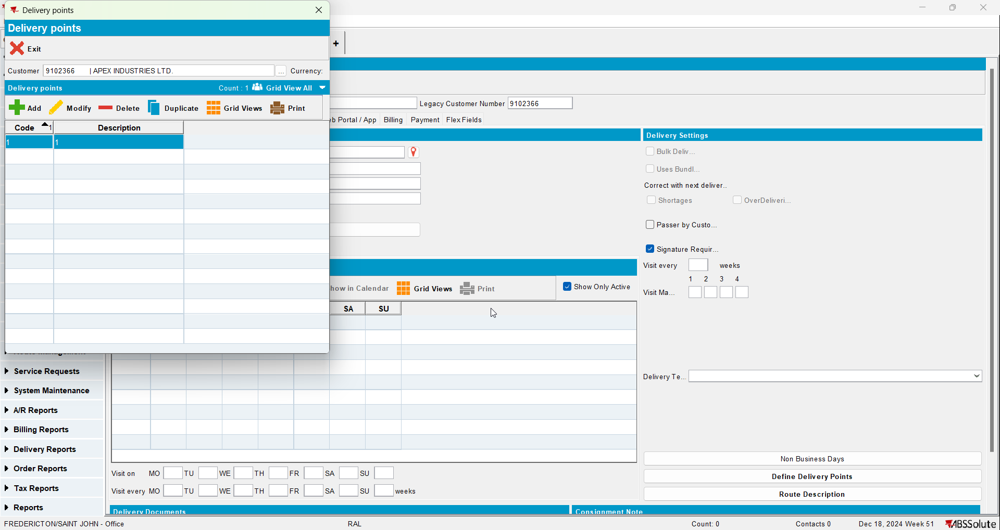 Delivery points
Delivery points
Exit
Customer 9102366 | APEX INDUSTRIES LTD. ... Currency:
Delivery points Count : 1 Grid View All
Add Modify Delete Duplicate Grid Views Print
Code 1 Description
1 1
+
Legacy Customer Number 9102366
eb Portal / App Billing Payment Flex Fields
Delivery Settings
Bulk Deliv...
Uses Bundl...
Correct with next deliver..
Shortages OverDeliveri...
Passer by Custo...
Signature Requir...
Visit every weeks
1 2 3 4
Visit Ma...
how in Calendar Grid Views Print Show Only Active
SA SU
Delivery Te...
Service Requests
System Maintenance
A/R Reports
Billing Reports
Delivery Reports
Order Reports
Tax Reports
Reports
Visit on MO TU WE TH FR SA SU
Visit every MO TU WE TH FR SA SU weeks
Non Business Days
Define Delivery Points
Route Description
Delivery Documents Consignment Note
FREDERICTON/SAINT JOHN - Office RAL Count: 0 Contacts 0 Dec 18, 2024 Week 51 ABSSolute